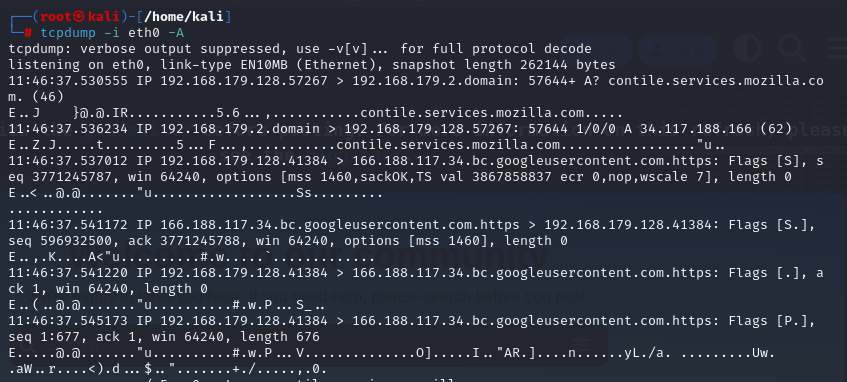 ┌──(root㉿kali)-[/home/kali]
└─# tcpdump -i eth0 -A
tcpdump: verbose output suppressed, use -v[v]... for full protocol decode
listening on eth0, link-type EN10MB (Ethernet), snapshot length 262144 bytes
11:46:37.530555 IP 192.168.179.128.57267 > 192.168.179.2.domain: 57644+ A? contile.services.mozilla.co
m. (46)
E..J    }@.@.IR...........5.6...,...........contile.services.mozilla.com.....
11:46:37.536234 IP 192.168.179.2.domain > 192.168.179.128.57267: 57644 1/0/0 A 34.117.188.166 (62)
E..Z.J.....t..........5...F...,...........contile.services.mozilla.com................"u..
11:46:37.537012 IP 192.168.179.128.41384 > 166.188.117.34.bc.googleusercontent.com.https: Flags [S], s
eq 3771245787, win 64240, options [mss 1460,sackOK,TS val 3867858837 ecr 0,nop,wscale 7], length 0
E..<..@.@......."u..................Ss.........
............
11:46:37.541172 IP 166.188.117.34.bc.googleusercontent.com.https > 192.168.179.128.41384: Flags [S.],
seq 596932500, ack 3771245788, win 64240, options [mss 1460], length 0
E..,.K....A<"u..........#.w.....`...........
11:46:37.541220 IP 192.168.179.128.41384 > 166.188.117.34.bc.googleusercontent.com.https: Flags [.], a
ck 1, win 64240, length 0
E..(..@.@......."u..........#.w.P...S_..
11:46:37.545173 IP 192.168.179.128.41384 > 166.188.117.34.bc.googleusercontent.com.https: Flags [P.],
seq 1:677, ack 1, win 64240, length 676
E.....@.@......."u..........#.w.P...V..............O].....I.."AR.]....n......yL./a. .........Uw.
.aW..r....<).d...$..".......+./.....,.0.